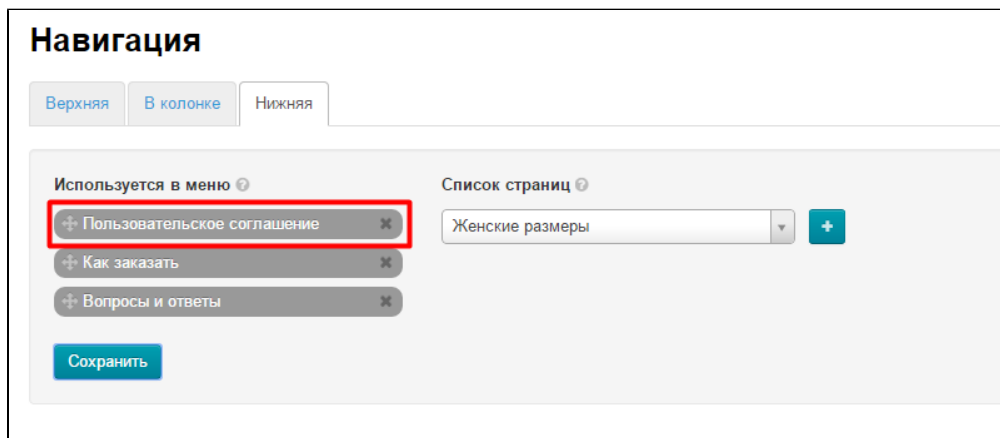 Навигация
Верхняя В колонке Нижняя
Используется в меню Список страниц
Пользовательское соглашение Женские размеры
Как заказать
Вопросы и ответы
Сохранить